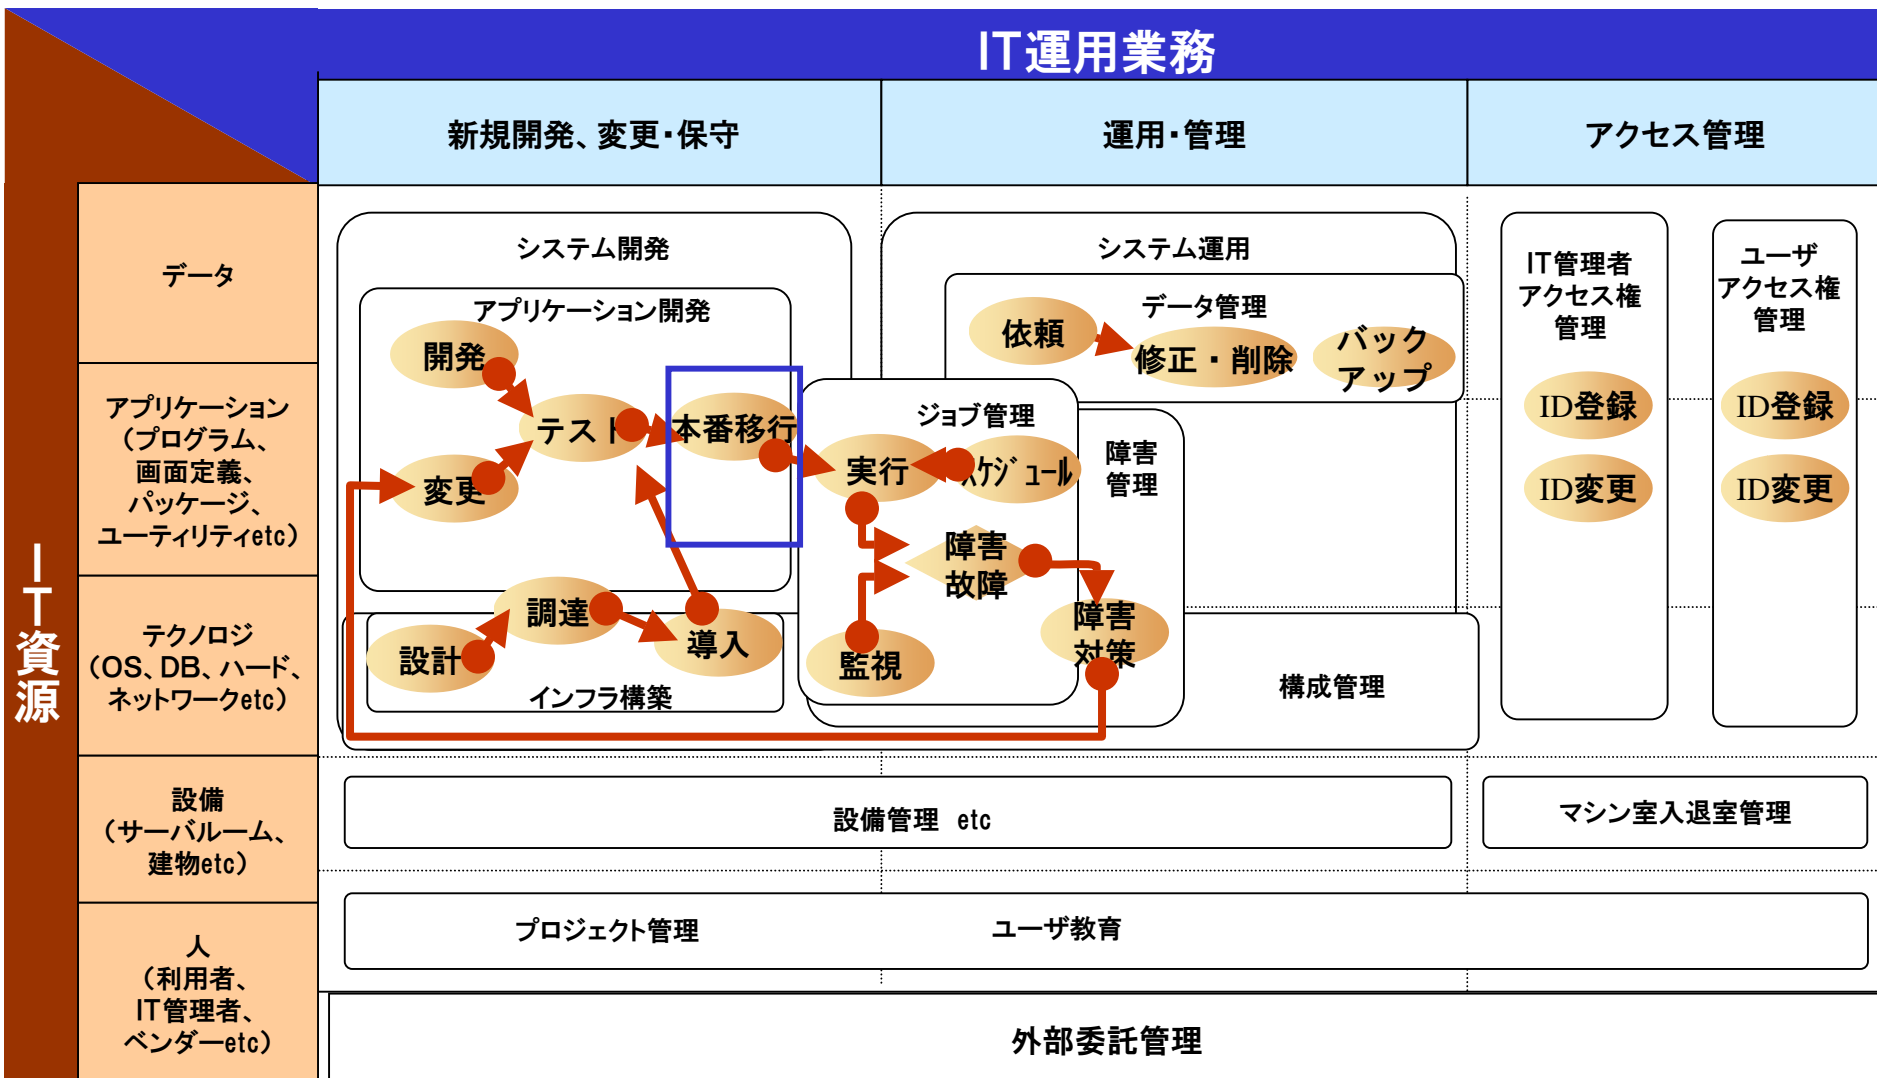 IT運用業務
新規開発、変更・保守
運用・管理
アクセス管理
IT資源
データ
アプリケーション
(プログラム、
画面定義、
パッケージ、
ユーティリティetc)
テクノロジ
(OS、DB、ハード、
ネットワークetc)
設備
(サーバルーム、
建物etc)
人
(利用者、
IT管理者、
ベンダーetc)
システム開発
アプリケーション開発
開発
テスト
本番移行
変更
設計
調達
導入
インフラ構築
システム運用
データ管理
依頼
修正・削除
バック
アップ
ジョブ管理
実行
スケジュール
障害
管理
障害
故障
監視
障害
対策
構成管理
IT管理者
アクセス権
管理
ID登録
ID変更
ユーザ
アクセス権
管理
ID登録
ID変更
設備管理 etc
マシン室入退室管理
プロジェクト管理
ユーザ教育
外部委託管理